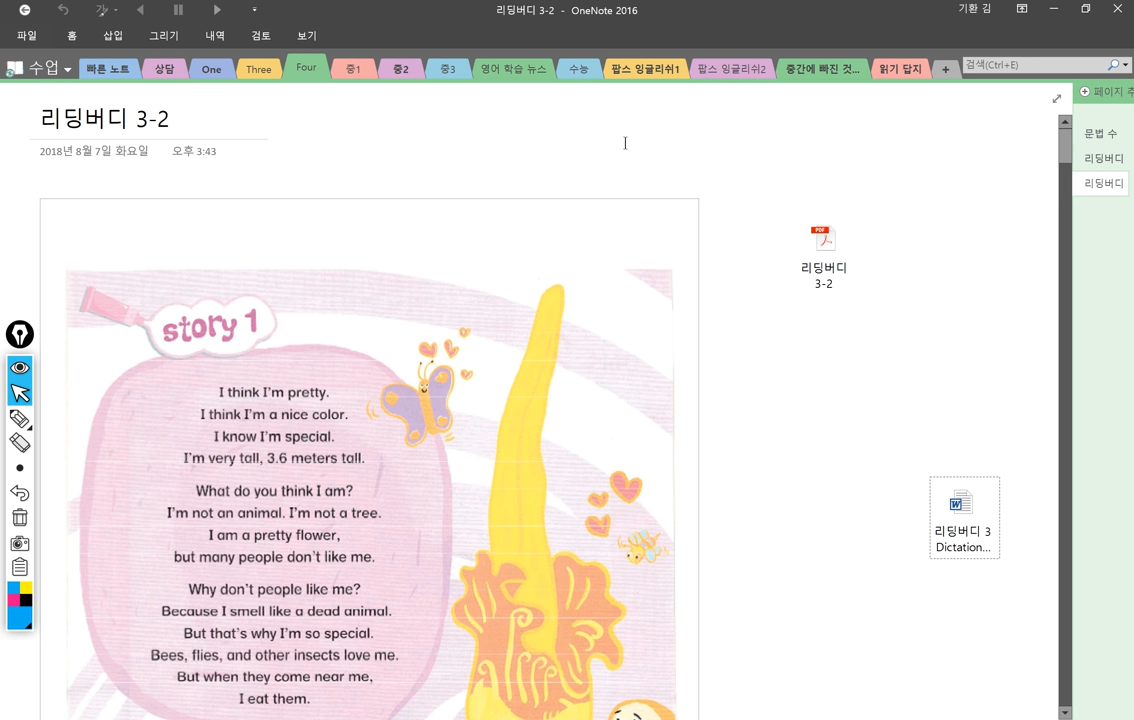 리딩버디 3-2 - OneNote 2016
기환 김
파일 홈 삽입 그리기 내역 검토 보기
수업 빠른 노트 상담 One Three Four 중1 중2 중3 영어 학습 뉴스 수능 팝스 잉글리쉬1 팝스 잉글리쉬2 중간에 빠진 것... 읽기 답지 + 검색(Ctrl+E)
리딩버디 3-2
페이지 추
2018년 8월 7일 화요일 오후 3:43
문법 수
리딩버디
리딩버디
PDF
리딩버디
3-2
story 1
I think I'm pretty.
I think I'm a nice color.
I know I'm special.
I'm very tall, 3.6 meters tall.
What do you think I am?
I'm not an animal. I'm not a tree.
I am a pretty flower,
but many people don't like me.
W
리딩버디 3
Dictation...
Why don't people like me?
Because I smell like a dead animal.
But that's why I'm so special.
Bees, flies, and other insects love me.
But when they come near me,
I eat them.